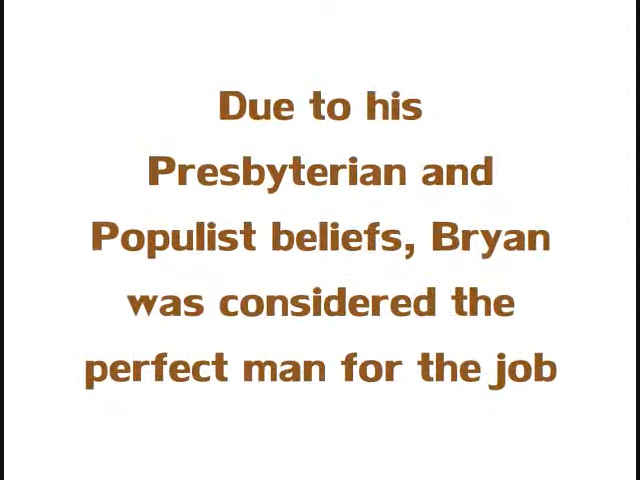 Due to his
Presbyterian and
Populist beliefs, Bryan
was considered the
perfect man for the job